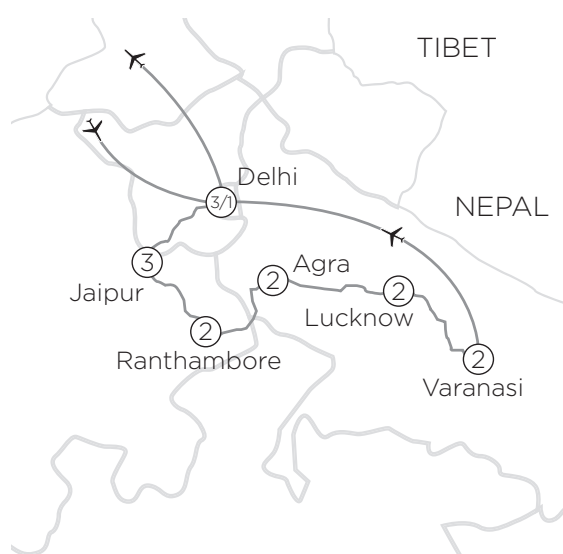 TIBET
Delhi
3/1
NEPAL
3
Jaipur
Agra
2
2
Lucknow
2
Ranthambore
2
Varanasi